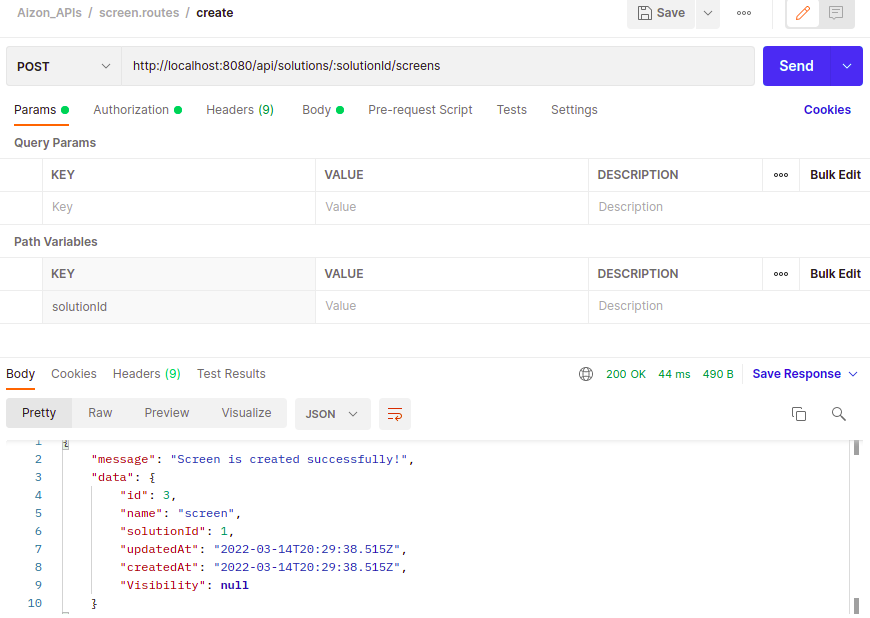 Aizon_APIs / screen.routes / create
Save
POST
http://localhost:8080/api/solutions/:solutionId/screens
Send
Params
Authorization
Headers (9)
Body
Pre-request Script
Tests
Settings
Cookies
Query Params
KEY VALUE DESCRIPTION Bulk Edit
Key Value Description
Path Variables
KEY VALUE DESCRIPTION Bulk Edit
solutionId Value Description
Body Cookies Headers (9) Test Results 200 OK 44 ms 490 B Save Response
Pretty Raw Preview Visualize JSON
1 {
2 "message": "Screen is created successfully!",
3 "data": {
4 "id": 3,
5 "name": "screen",
6 "solutionId": 1,
7 "updatedAt": "2022-03-14T20:29:38.515Z",
8 "createdAt": "2022-03-14T20:29:38.515Z",
9 "Visibility": null
10 }